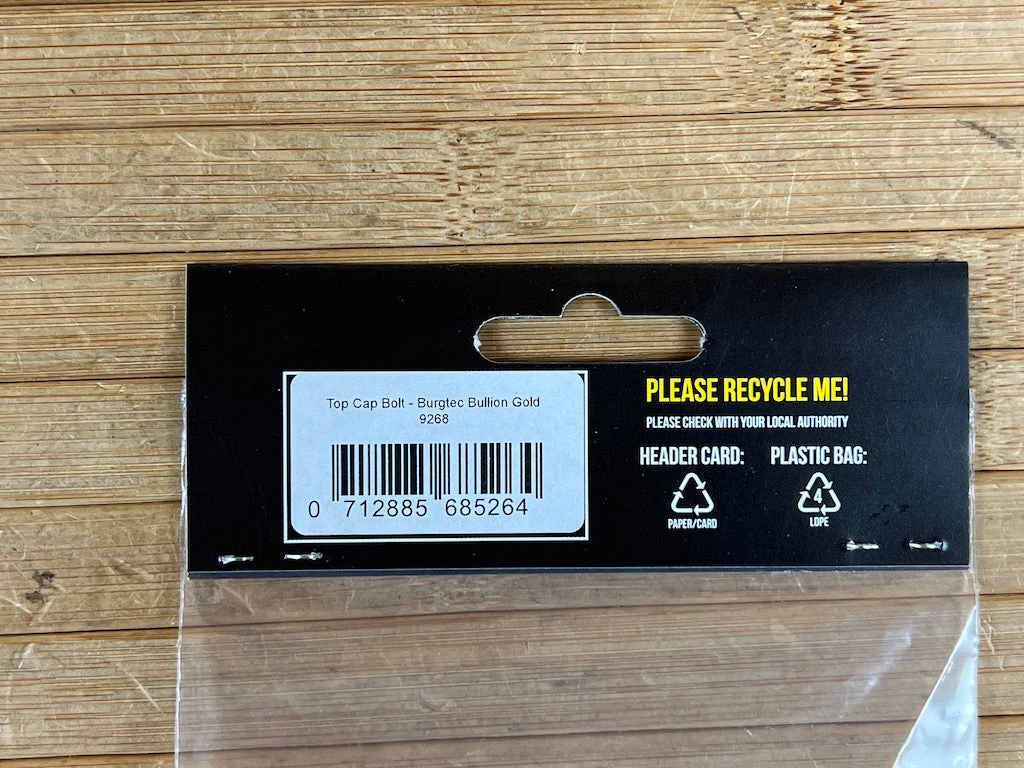 Top Cap Bolt - Burgtec Bullion Gold
9268
0 712885 685264
PLEASE RECYCLE ME!
PLEASE CHECK WITH YOUR LOCAL AUTHORITY
HEADER CARD: PLASTIC BAG:
4
PAPER/CARD LDPE